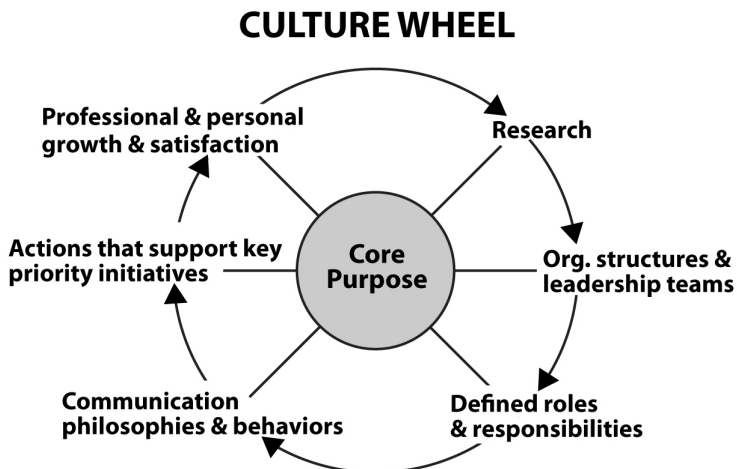 CULTURE WHEEL
Professional & personal
growth & satisfaction
Research
Actions that support key
priority initiatives
Core
Purpose
Org. structures &
leadership teams
Communication
philosophies & behaviors
Defined roles
& responsibilities